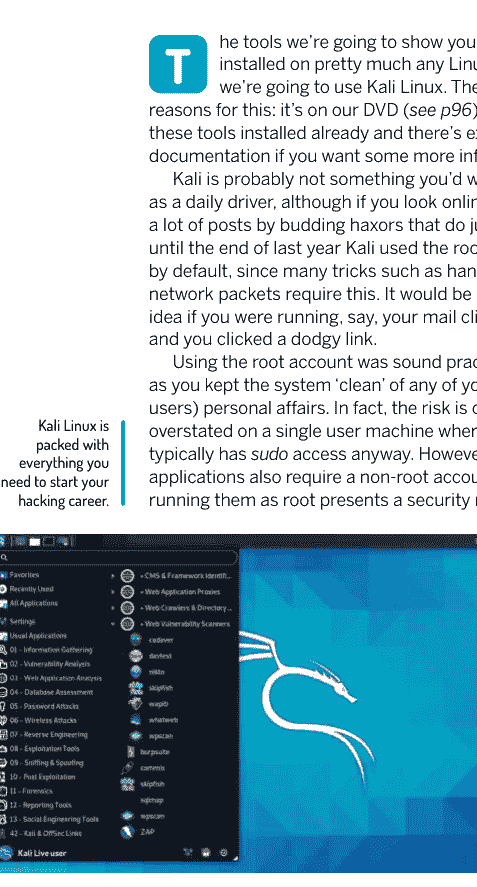 The tools we're going to show you
installed on pretty much any Linu
we're going to use Kali Linux. The
reasons for this: it's on our DVD (see p96)
these tools installed already and there's e
documentation if you want some more inf
Kali is probably not something you'd w
as a daily driver, although if you look onlin
a lot of posts by budding haxors that do ju
until the end of last year Kali used the roo
by default, since many tricks such as han
network packets require this. It would be
idea if you were running, say, your mail cli
and you clicked a dodgy link.
Using the root account was sound prac
as you kept the system 'clean' of any of yo
users) personal affairs. In fact, the risk is o
overstated on a single user machine wher
typically has sudo access anyway. Howeve
applications also require a non-root accou
running them as root presents a security r
Kali Linux is
packed with
everything you
need to start your
hacking career.
Favorites
Recently Used
All Applications
Settings
Usual Applications
01 - Information Gathering
02 - Vulnerability Analysis
03 - Web Application Analysis
04 - Database Assessment
05 - Password Attacks
06 - Wireless Attacks
07 - Reverse Engineering
08 - Exploitation Tools
09 - Sniffing & Spoofing
10 - Post Exploitation
11 - Forensics
12 - Reporting Tools
13 - Social Engineering Tools
42 - Kali & OffSec Links
Kali Live user
• CMS & Framework Identifi...
• Web Application Proxies
• Web Crawlers & Directory ...
• Web Vulnerability Scanners
cadaver
davtest
nikto
skipfish
wapiti
whatweb
wpscan
burpsuite
commix
skipfish
sqlmap
wpscan
ZAP